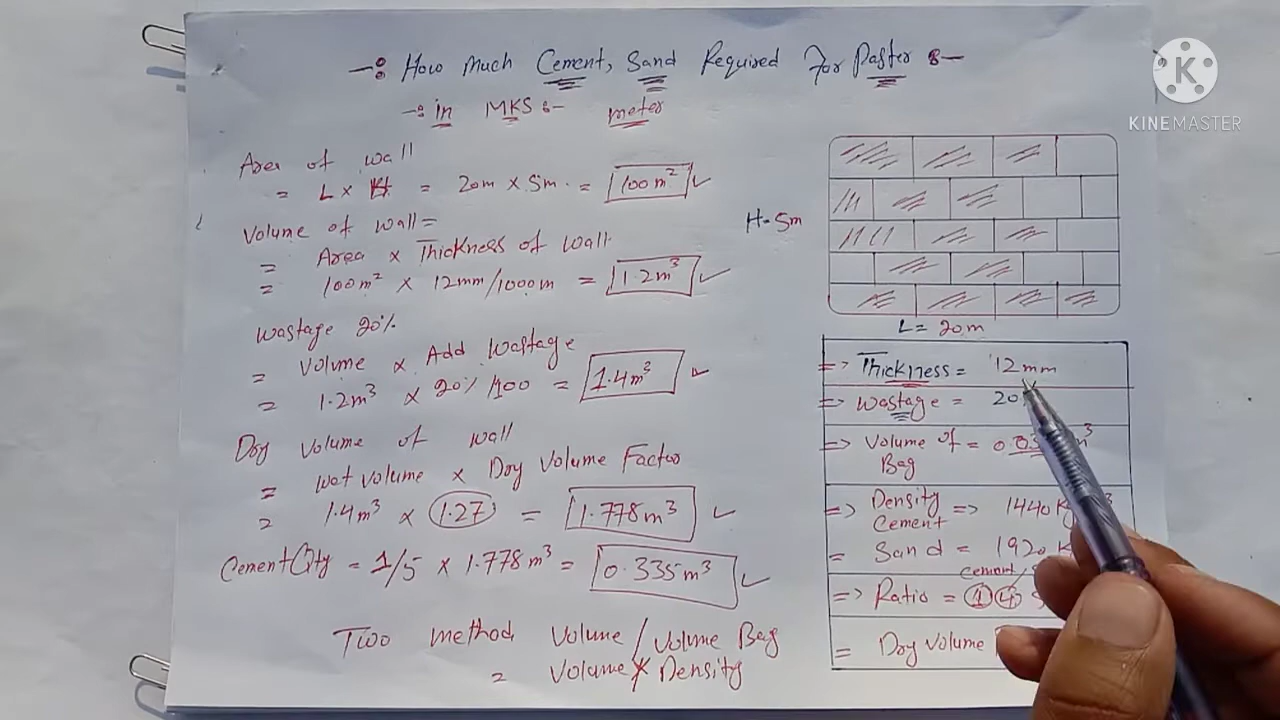 -: How Much Cement, Sand Required For Paster :-
-: in MKS :- meter
Area of wall
= L x H = 20m x 5m. = 100m²
Volume of wall =
= Area x Thickness of wall.
= 100m² x 12mm/1000m = 1.2m³
Wastage 20%
= Volume x Add Wastage
= 1.2m³ x 20%/100 = 1.4m³
Dry Volume of wall
= Wet volume x Dry Volume Factor
= 1.4m³ x 1.27 = 1.778m³
Cement Qty = 1/5 x 1.778m³ = 0.335m³
Two method Volume / Volume Bag
= Volume x Density
KINEMASTER
H = 5m
L = 20m
=> Thickness = 12mm
=> Wastage = 20
=> Volume of = m³
Bag
=> Density => 1440 K
Cement
= Sand = 1920 K
Cement/
=> Ratio = 1 4
= Dry Volume